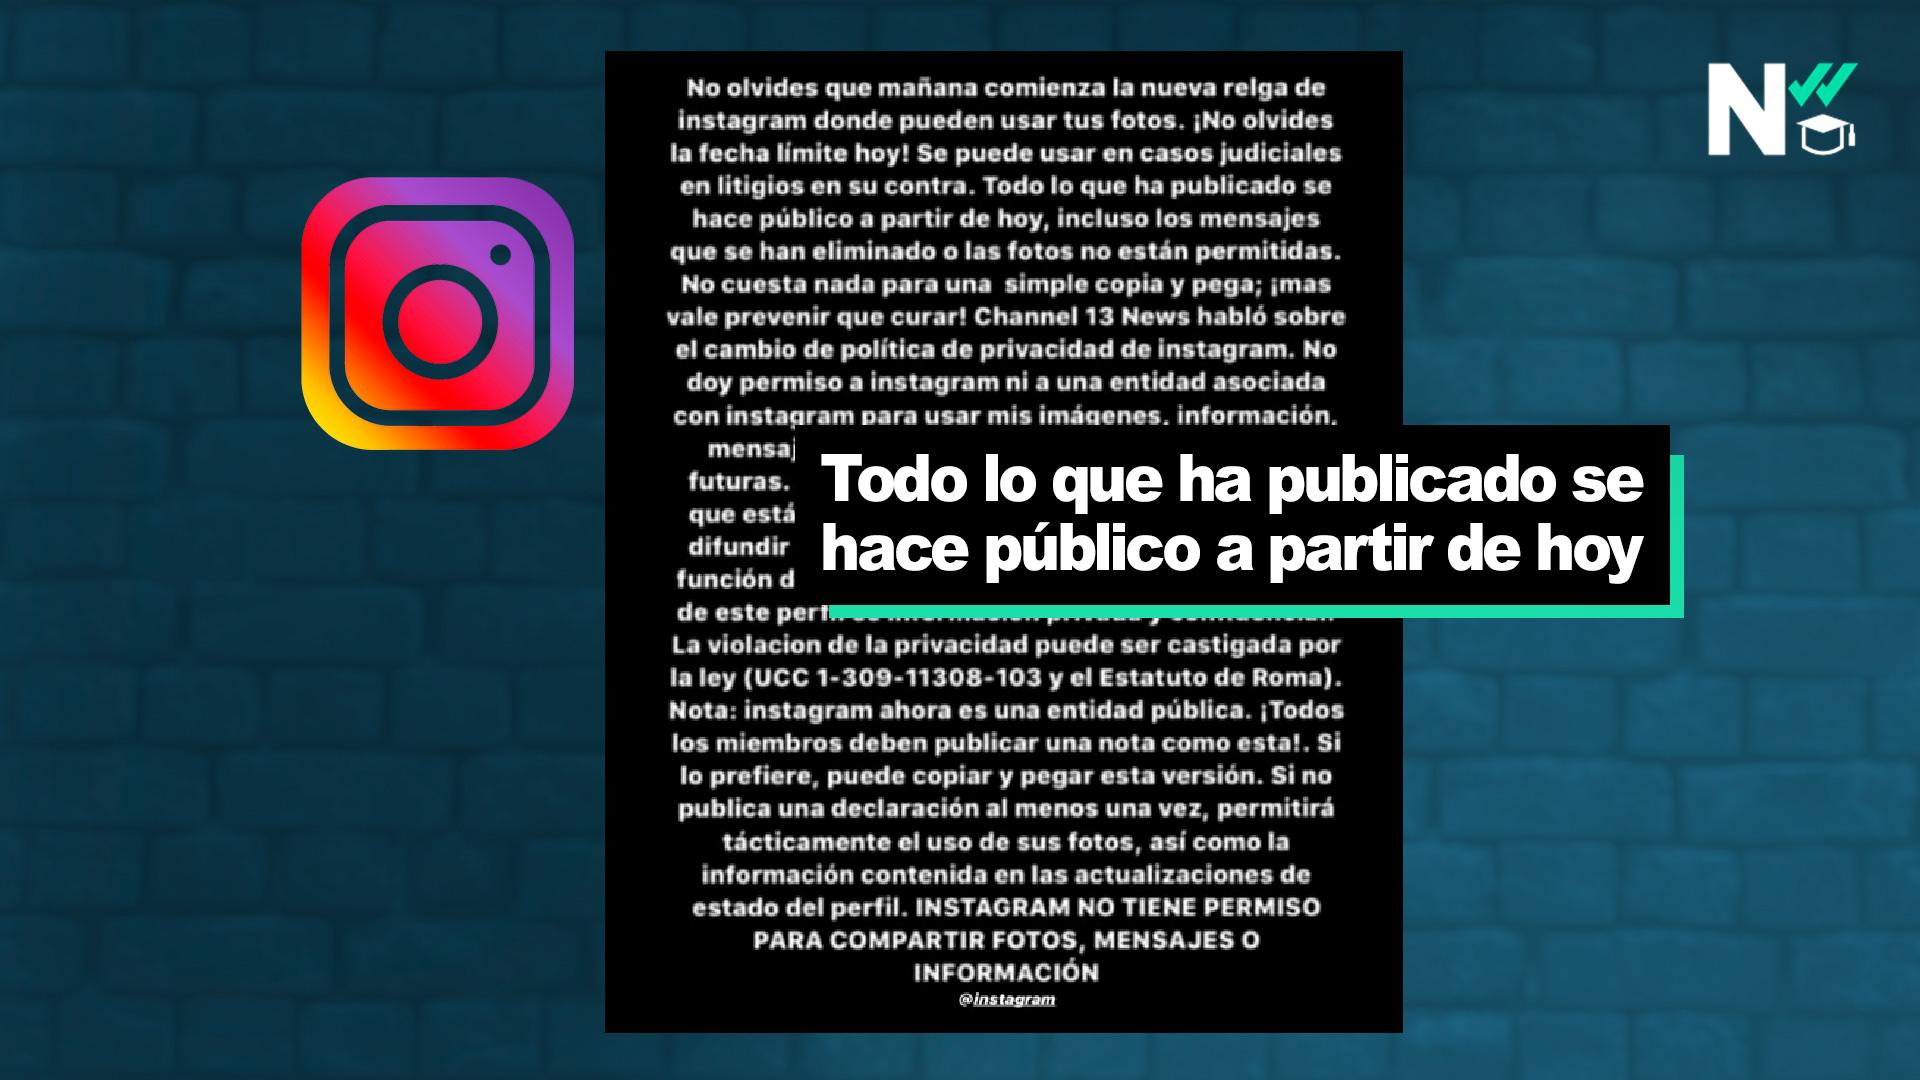 No olvides que mañana comienza la nueva relga de
instagram donde pueden usar tus fotos. ¡No olvides
la fecha límite hoy! Se puede usar en casos judiciales
en litigios en su contra. Todo lo que ha publicado se
hace público a partir de hoy, incluso los mensajes
que se han eliminado o las fotos no están permitidas.
No cuesta nada para una simple copia y pega; ¡mas
vale prevenir que curar! Channel 13 News habló sobre
el cambio de política de privacidad de instagram. No
doy permiso a instagram ni a una entidad asociada
con instagram para usar mis imágenes, información,
futuras.
que está
difundir
función d
de este
La violacion de la privacidad puede ser castigada por
la ley (UCC 1-309-11308-103 y el Estatuto de Roma).
Nota: instagram ahora es una entidad pública. ¡Todos
los miembros deben publicar una nota como esta!. Si
lo prefiere, puede copiar y pegar esta versión. Si no
publica una declaración al menos una vez, permitirá
tácticamente el uso de sus fotos, así como la
información contenida en las actualizaciones de
estado del perfil. INSTAGRAM NO TIENE PERMISO
PARA COMPARTIR FOTOS, MENSAJES O
INFORMACIÓN
@instagram
Todo lo que ha publicado se
hace público a partir de hoy
N